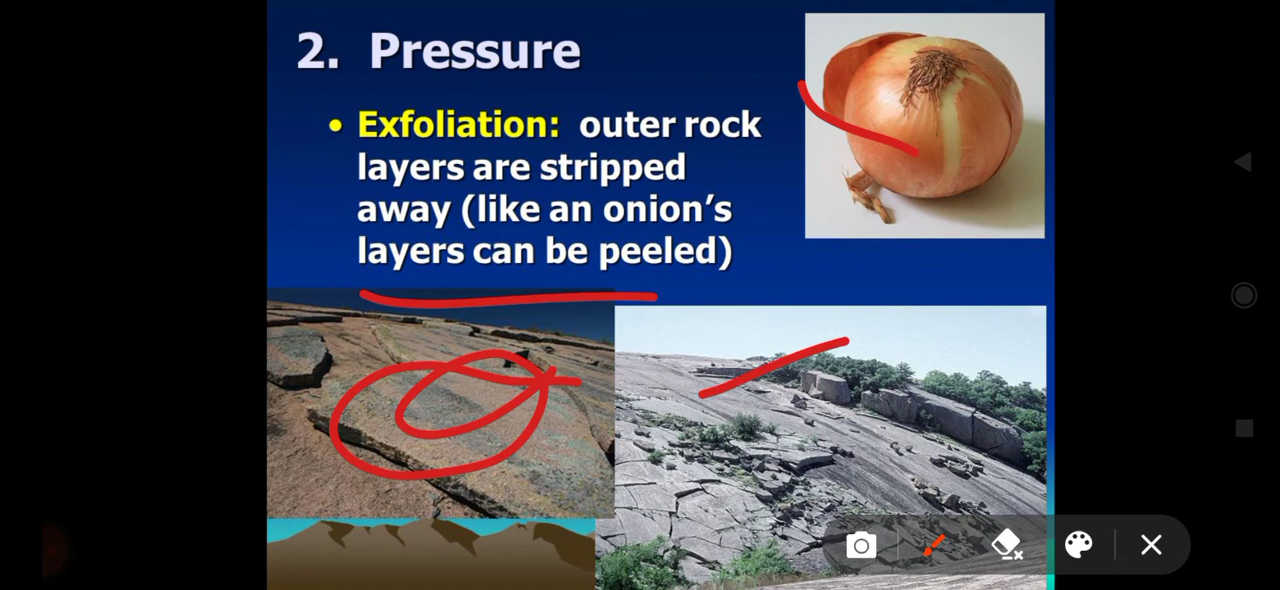 2. Pressure
• Exfoliation: outer rock
layers are stripped
away (like an onion's
layers can be peeled)